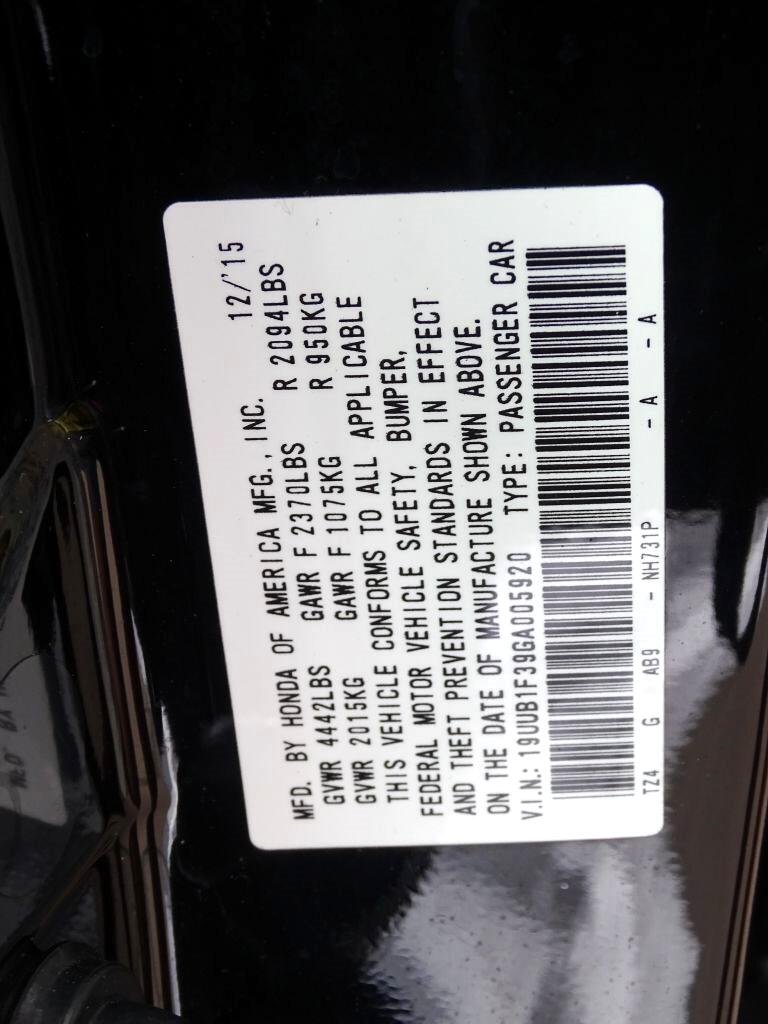 MFD. BY HONDA OF AMERICA MFG., INC. 12/'15
GVWR 4442LBS GAWR F 2370LBS R 2094LBS
GVWR 2015KG GAWR F 1075KG R 950KG
THIS VEHICLE CONFORMS TO ALL APPLICABLE
FEDERAL MOTOR VEHICLE SAFETY, BUMPER,
AND THEFT PREVENTION STANDARDS IN EFFECT
ON THE DATE OF MANUFACTURE SHOWN ABOVE.
V.I.N.: 19UUB1F39GA005920 TYPE: PASSENGER CAR
TZ4 G AB9 - NH731P - A - A